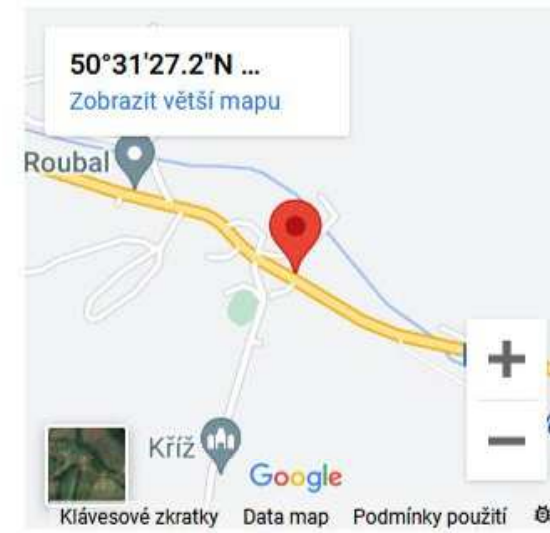 50°31'27.2"N ...
Zobrazit větší mapu
Roubal
Kříž
Google
Klávesové zkratky Data map Podmínky použití